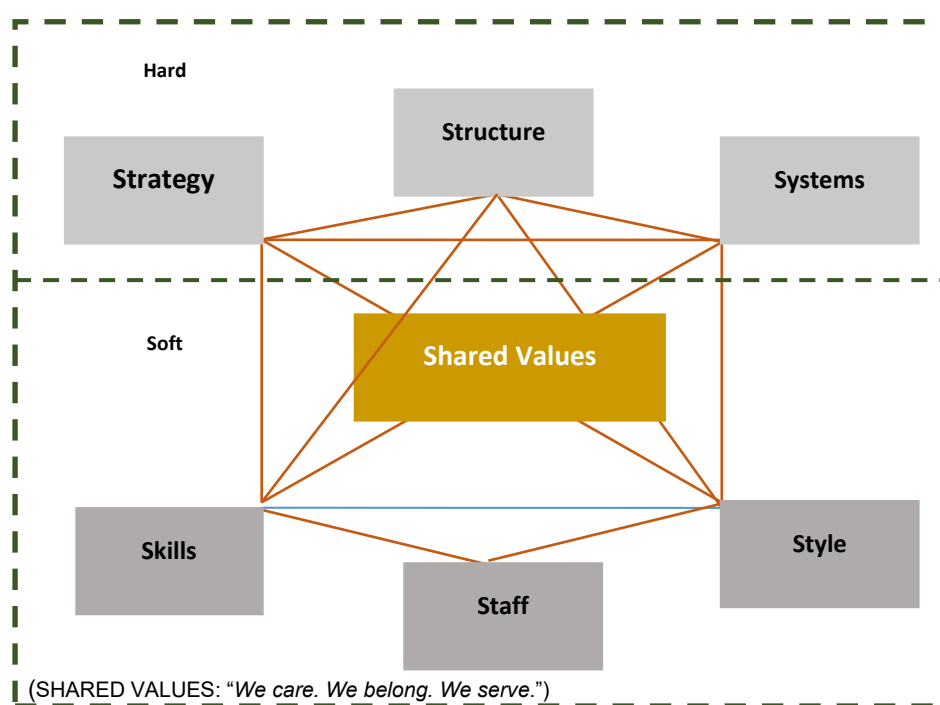 Hard
Structure
Strategy
Systems
Soft
Shared Values
Skills
Style
Staff
(SHARED VALUES: “We care. We belong. We serve.”)